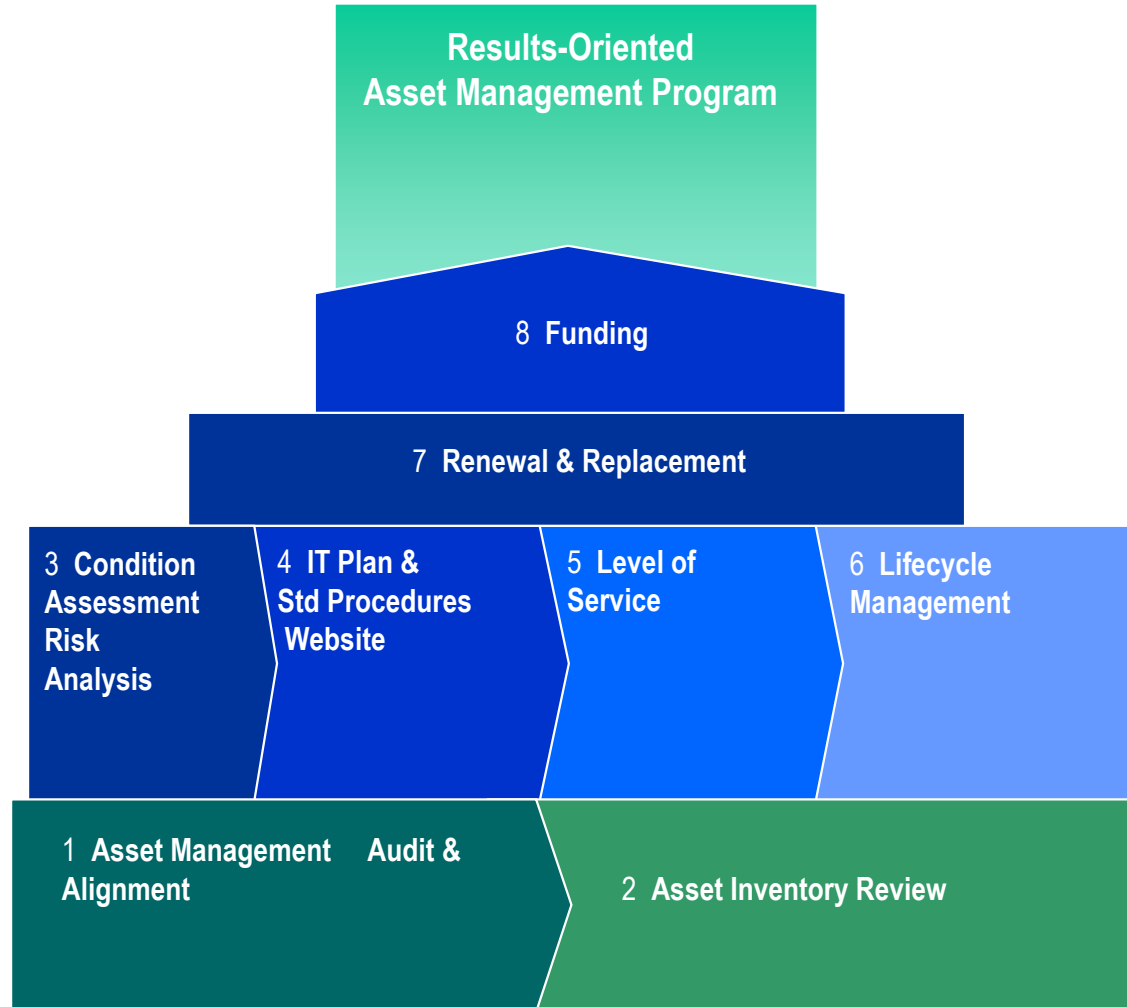 Results-Oriented
Asset Management Program
8 Funding
7 Renewal & Replacement
3 Condition
Assessment
Risk
Analysis
4 IT Plan &
Std Procedures
Website
5 Level of
Service
6 Lifecycle
Management
1 Asset Management Audit &
Alignment
2 Asset Inventory Review